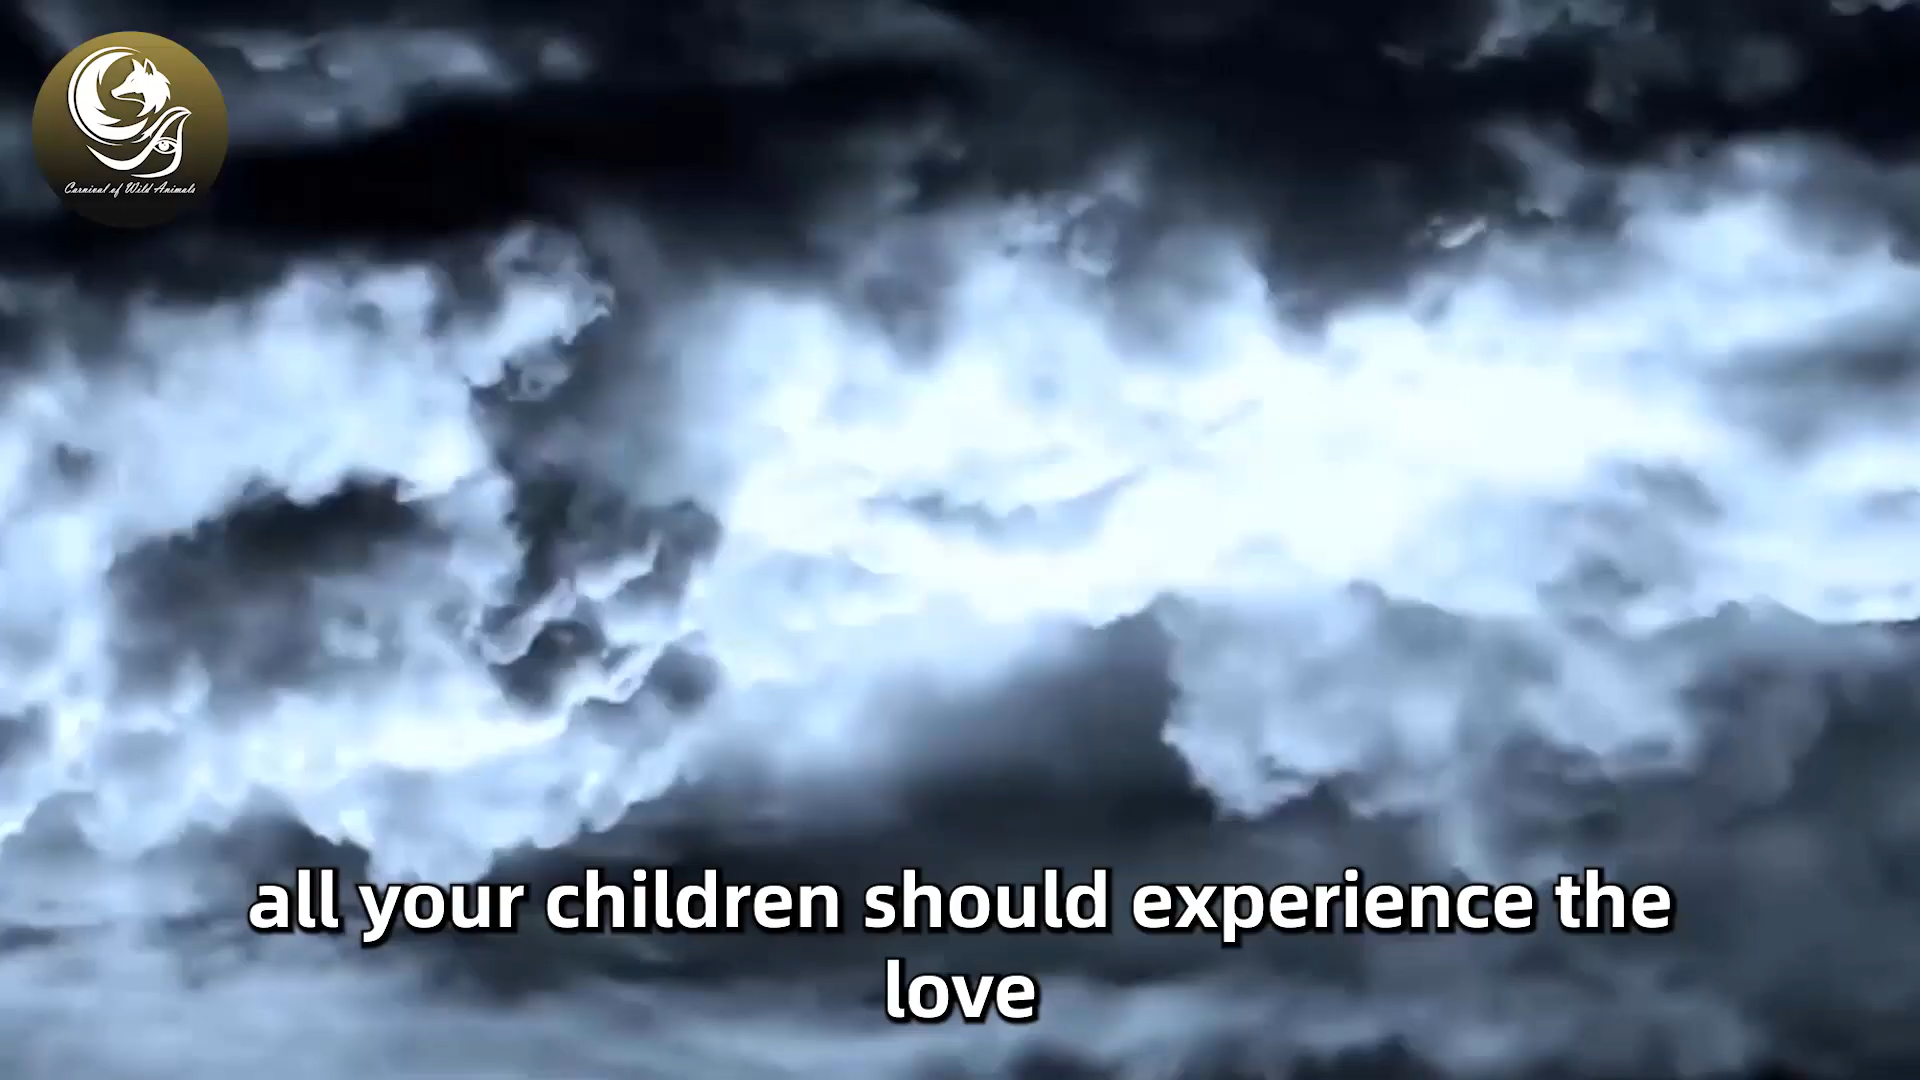 Carnival of Wild Animals
all your children should experience the
love